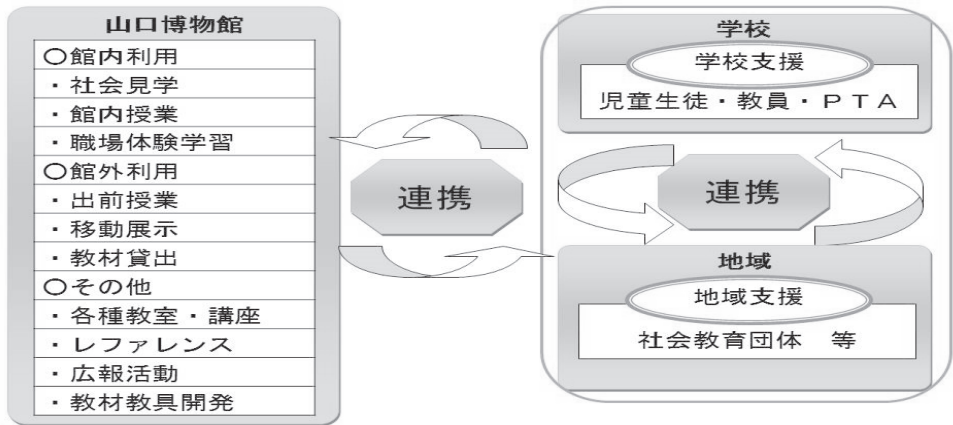 山口博物館
○館内利用
・社会見学
・館内授業
・職場体験学習
○館外利用
・出前授業
・移動展示
・教材貸出
○その他
・各種教室・講座
・レファレンス
・広報活動
・教材教具開発
連携
学校
学校支援
児童生徒・教員・ＰＴＡ
連携
地域
地域支援
社会教育団体　等